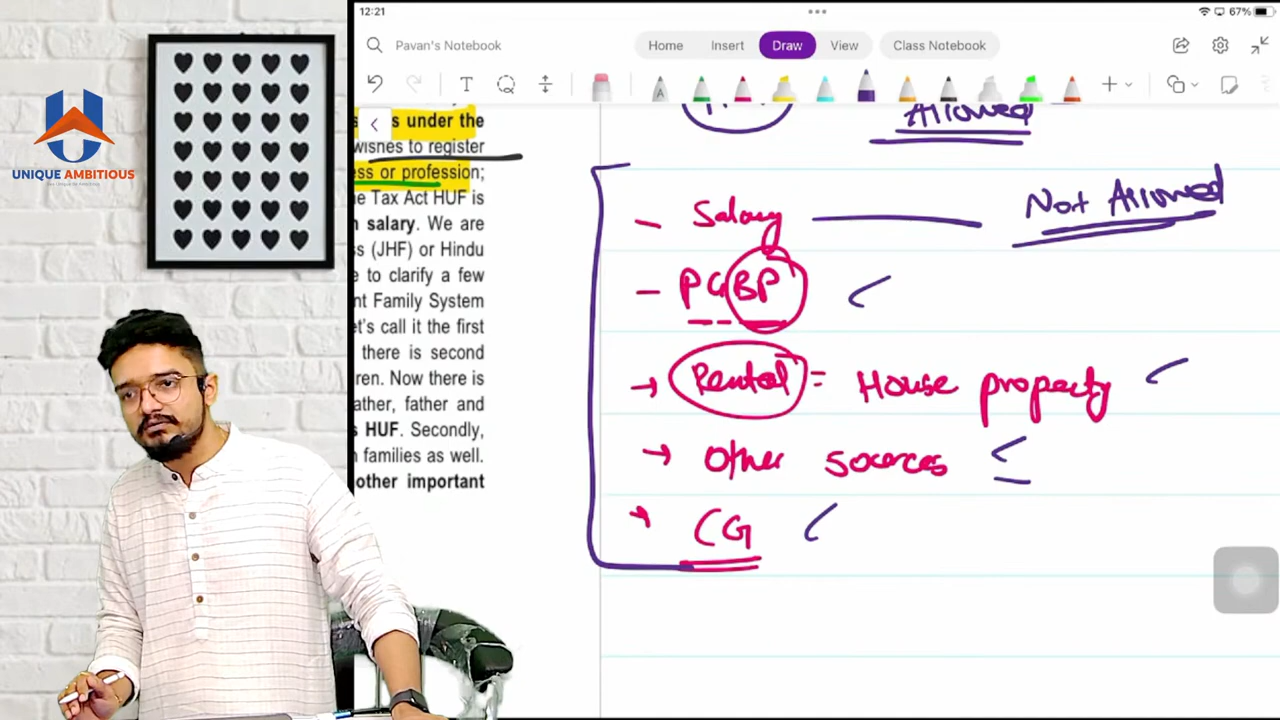 12:21
67%
Pavan's Notebook
Home Insert Draw View Class Notebook
UNIQUE AMBITIOUS
s under the
wishes to register
ess or profession;
e Tax Act HUF is
n salary. We are
ss (JHF) or Hindu
e to clarify a few
nt Family System
et's call it the first
there is second
ren. Now there is
ather, father and
s HUF. Secondly,
n families as well.
other important
Allowed
- Salary Not Allowed
- PGBP
→ Rental = House property
→ Other sources
→ CG